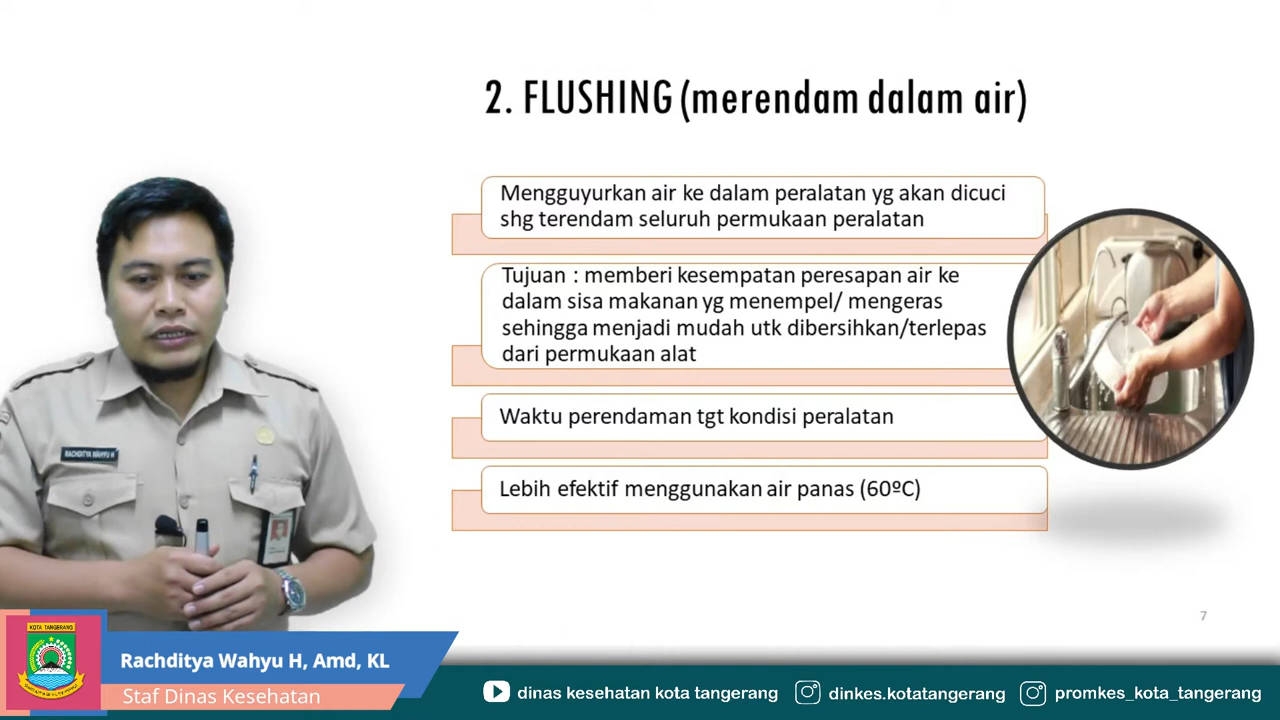 2. FLUSHING (merendam dalam air)
Mengguyurkan air ke dalam peralatan yg akan dicuci
shg terendam seluruh permukaan peralatan
Tujuan : memberi kesempatan peresapan air ke
dalam sisa makanan yg menempel/ mengeras
sehingga menjadi mudah utk dibersihkan/terlepas
dari permukaan alat
Waktu perendaman tgt kondisi peralatan
Lebih efektif menggunakan air panas (60ºC)
RACHDITYA WAHYU H
7
KOTA TANGERANG
Rachditya Wahyu H, Amd, KL
Staf Dinas Kesehatan
dinas kesehatan kota tangerang
dinkes.kotatangerang
promkes_kota_tangerang